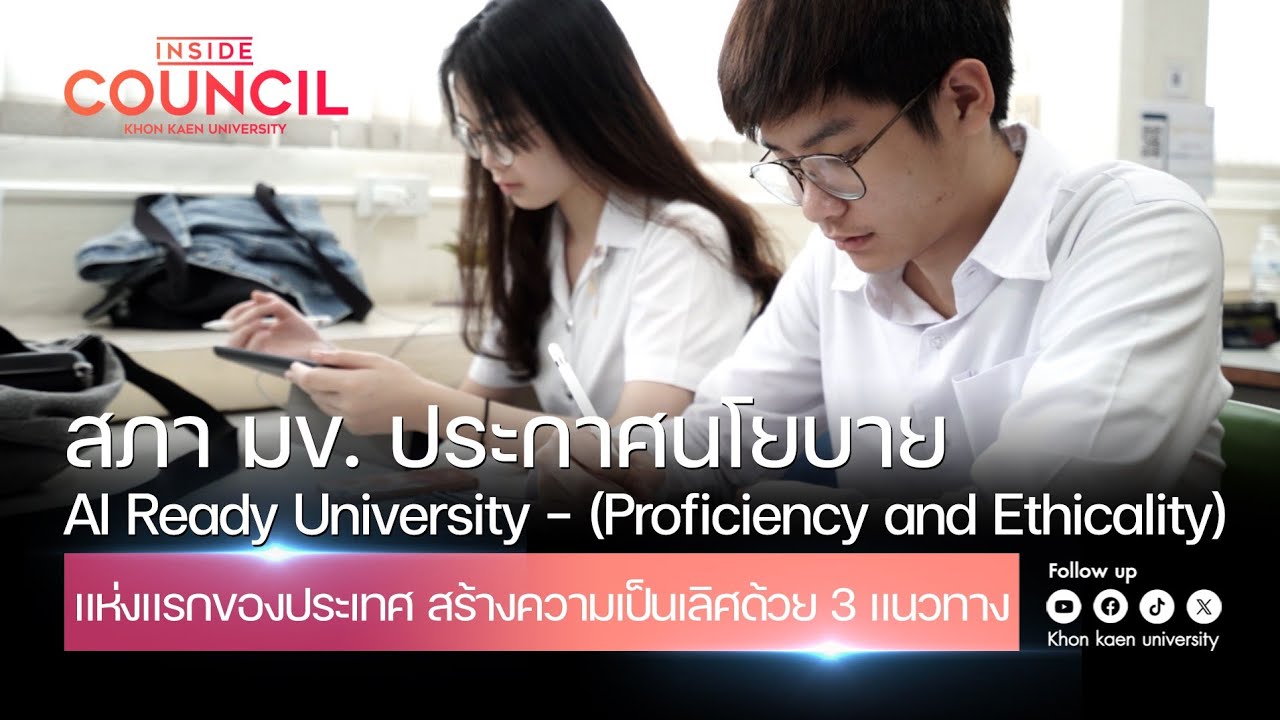 INSIDE
COUNCIL
KHON KAEN UNIVERSITY
สภา มข. ประกาศนโยบาย
AI Ready University - (Proficiency and Ethicality)
แห่งแรกของประเทศ สร้างความเป็นเลิศด้วย 3 แนวทาง
Follow up
Khon kaen university